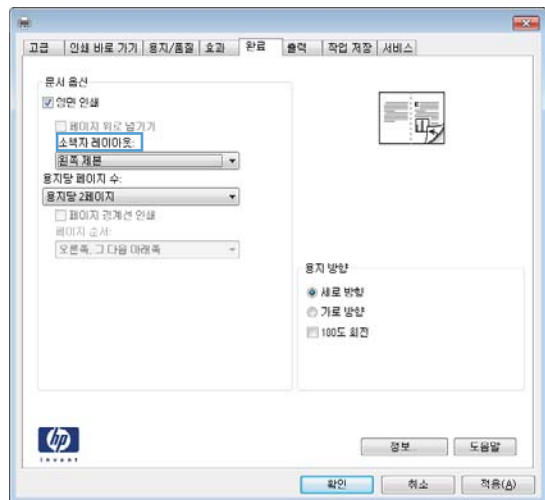 고급 인쇄 바로 가기 용지/품질 효과 완료 출력 작업 저장 서비스
문서 옵션
양면 인쇄
페이지 위로 넘기기
소책자 레이아웃:
왼쪽 제본
용지당 페이지 수:
용지당 2페이지
페이지 경계선 인쇄
페이지 순서:
오른쪽, 그 다음 아래쪽
용지 방향
세로 방향
가로 방향
180도 회전
hp
invent
정보...
도움말
확인
취소
적용(A)